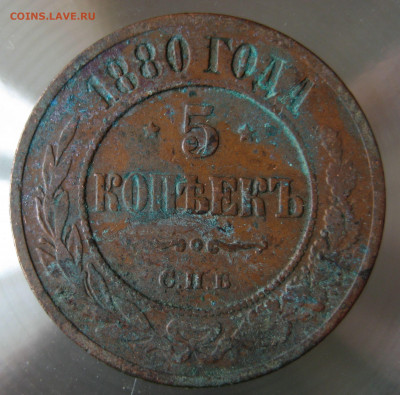 COINS.LAVE.RU
1880 ГОДА
5
КОПѢЕКЪ
С.П.Б.